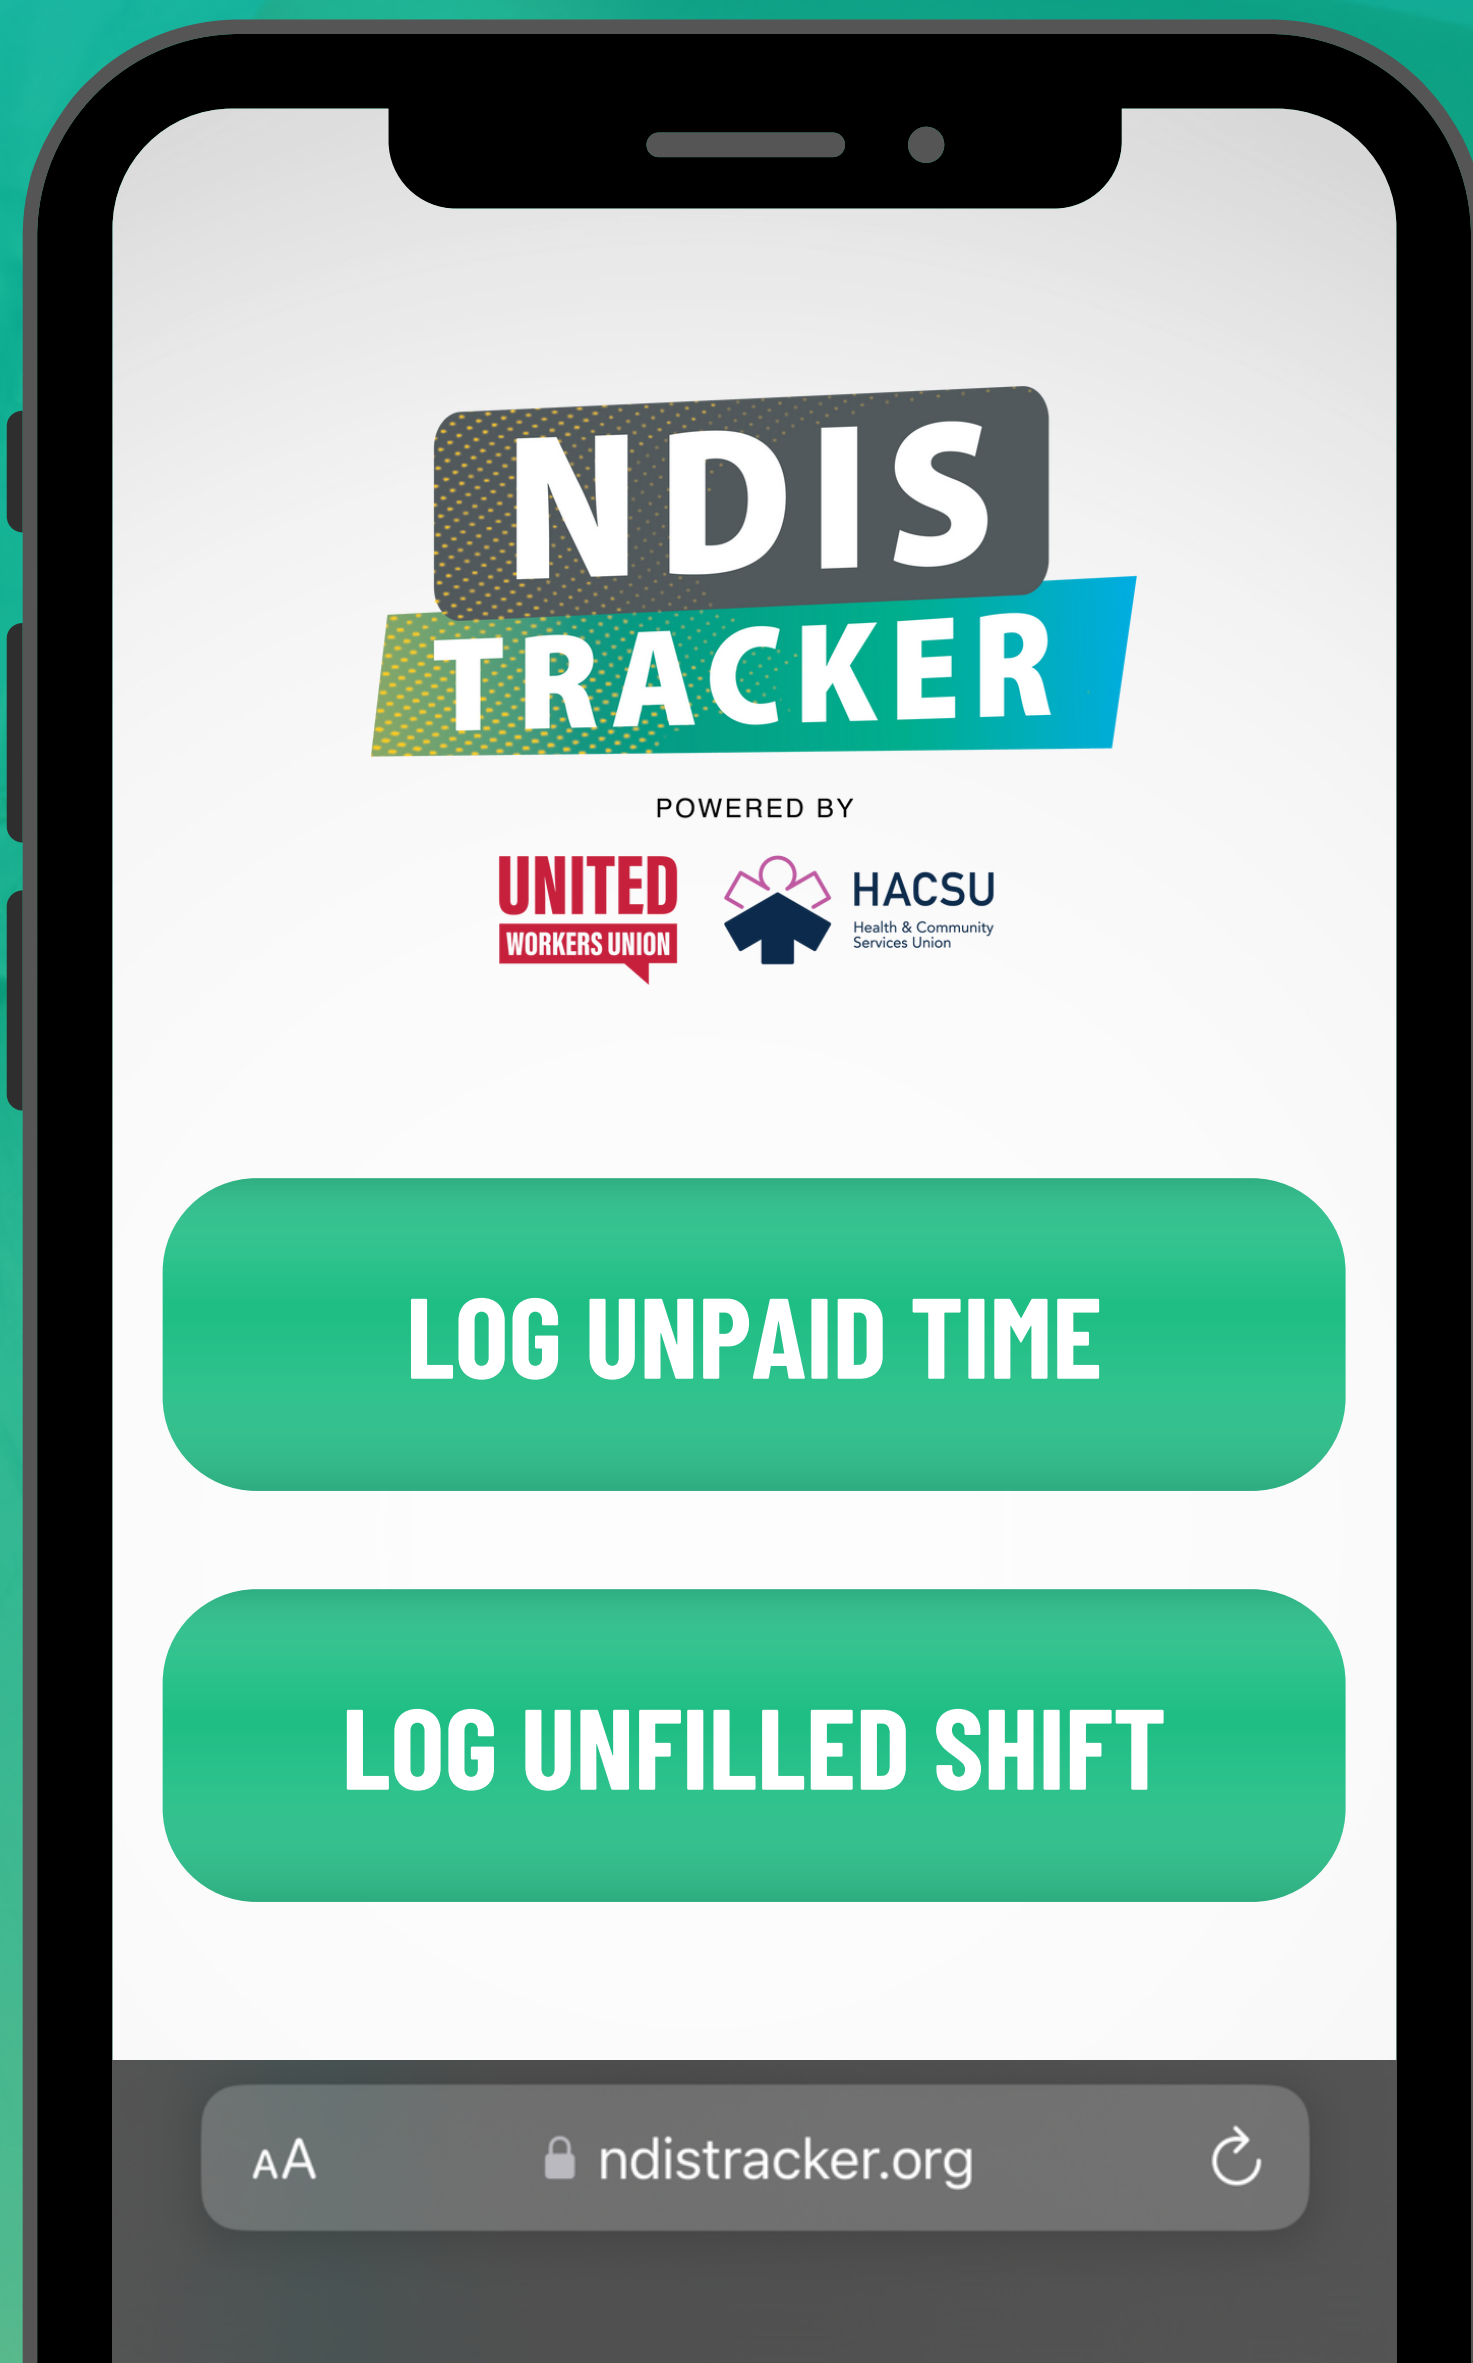 NDIS
TRACKER
POWERED BY
UNITED
WORKERS UNION
HACSU
Health & Community
Services Union
LOG UNPAID TIME
LOG UNFILLED SHIFT
AA
ndistracker.org